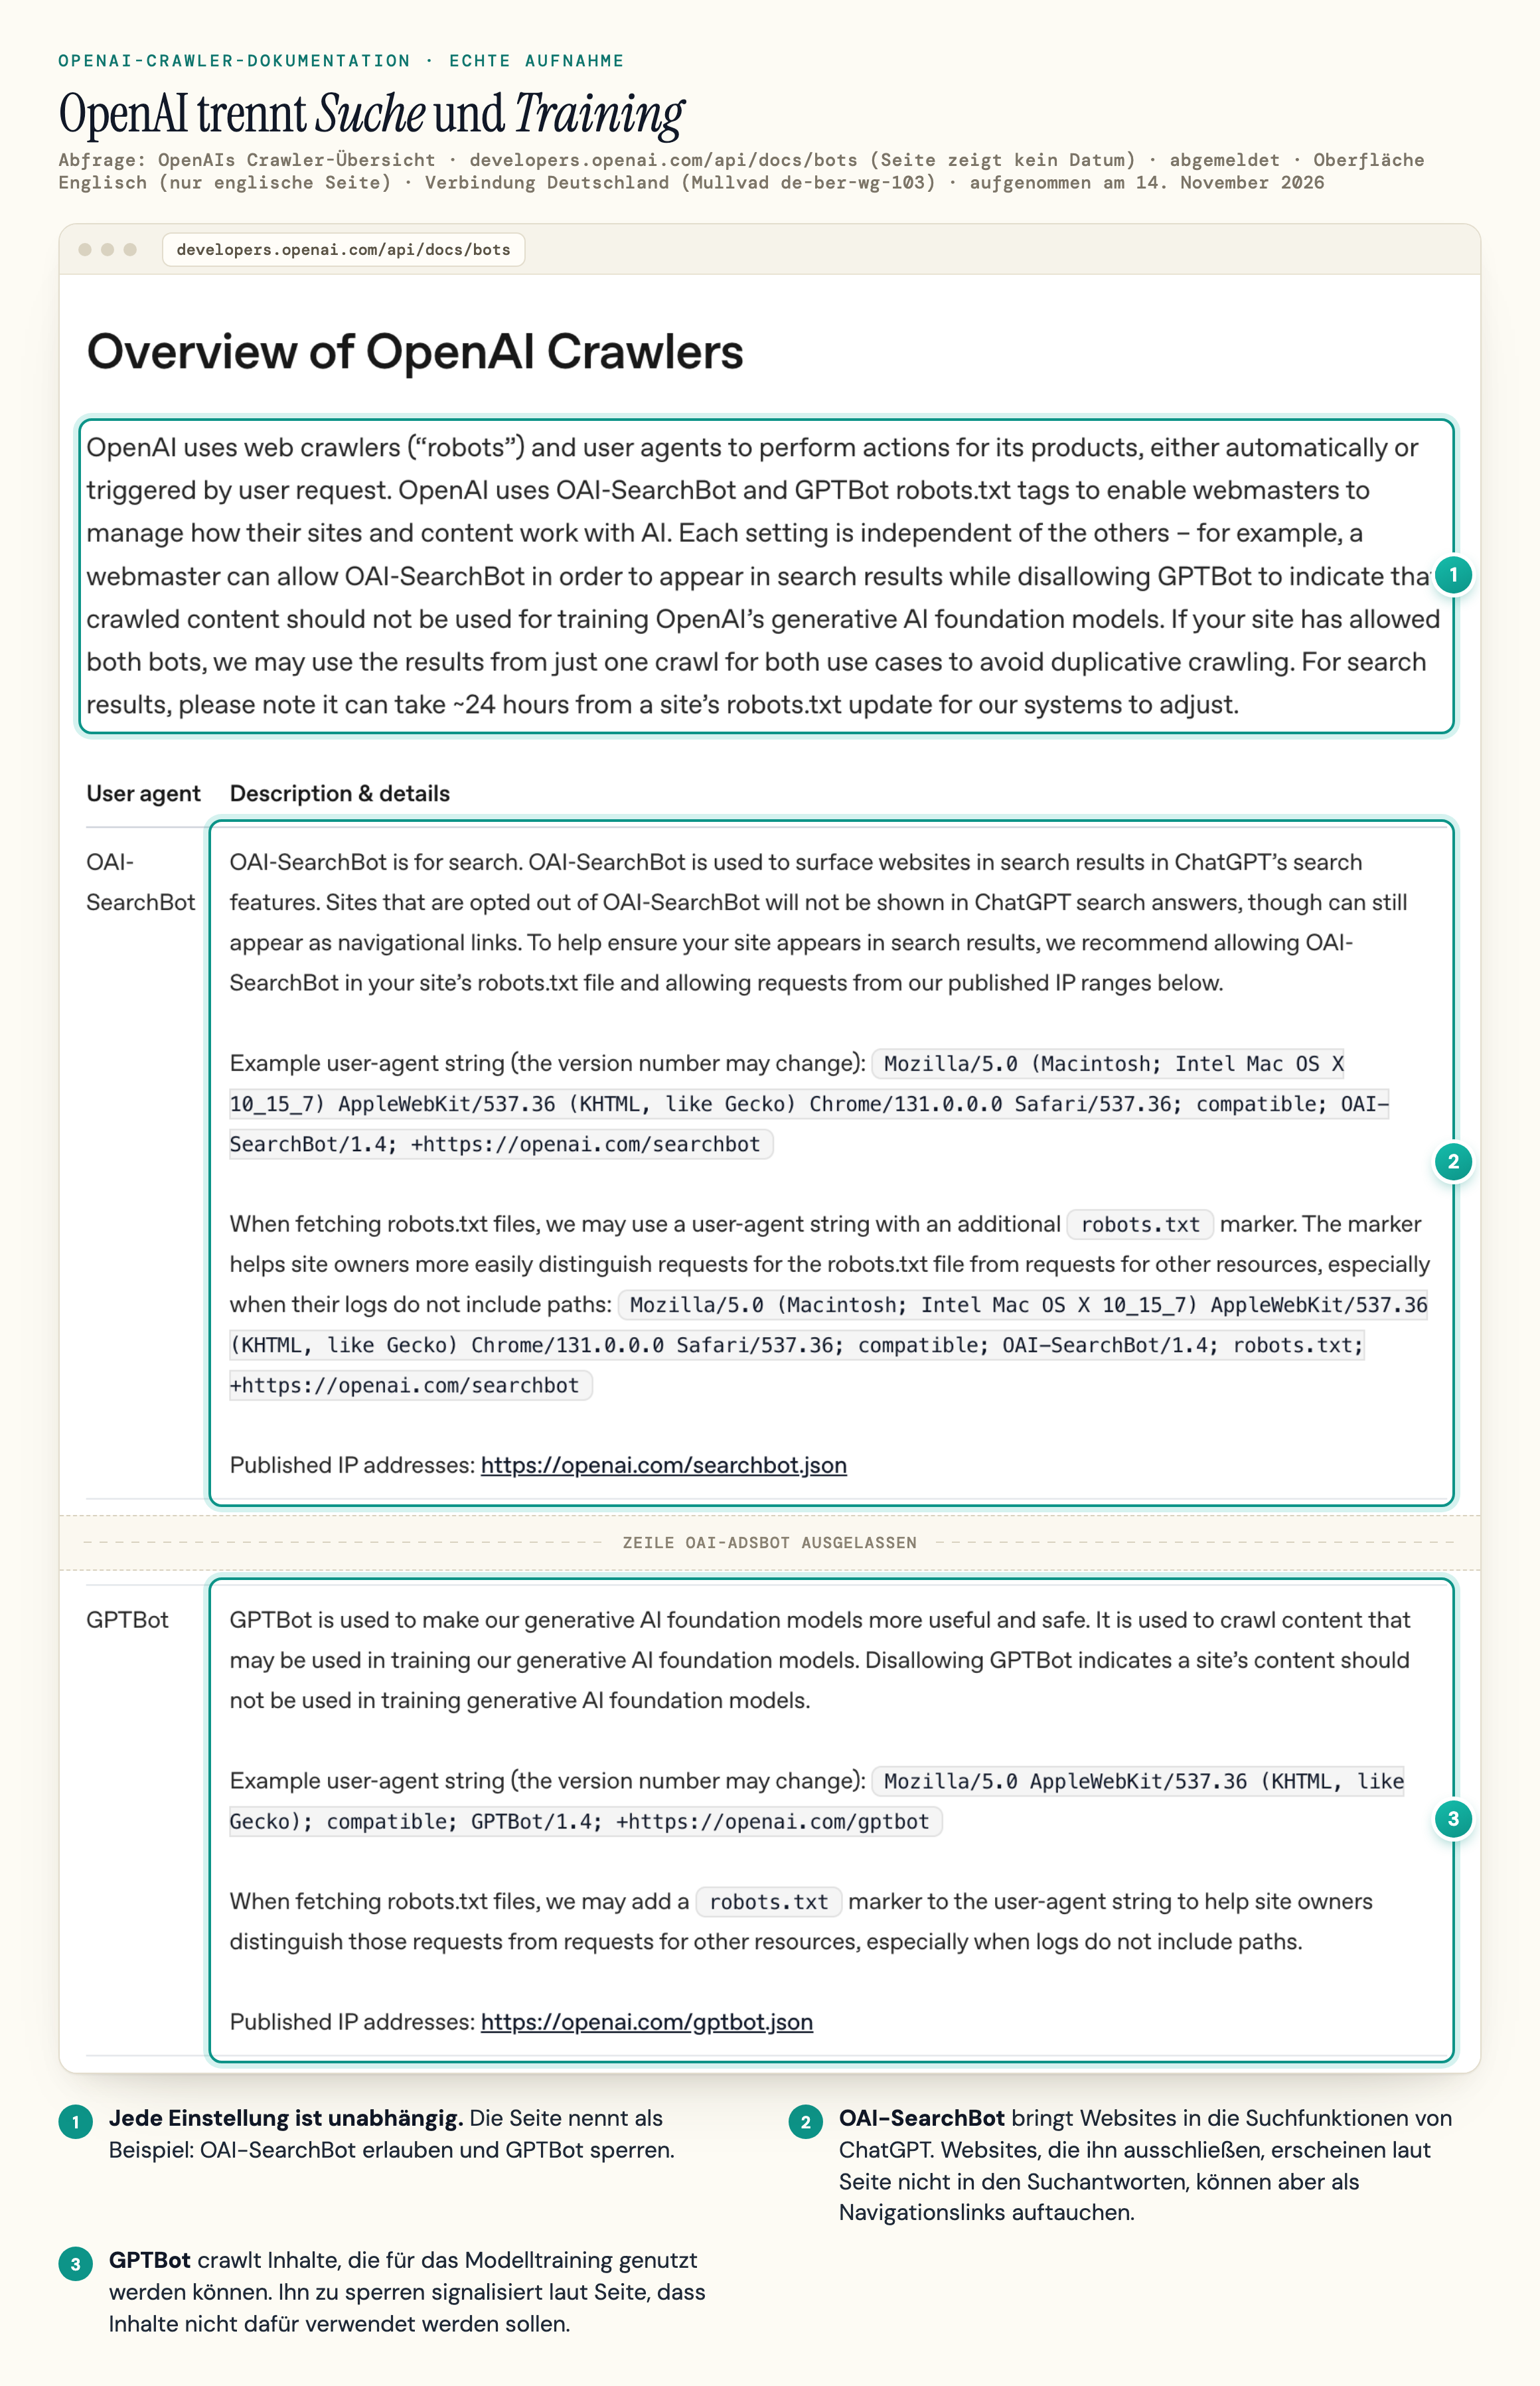 OPENAI-CRAWLER-DOKUMENTATION · ECHTE AUFNAHME
OpenAI trennt Suche und Training
Abfrage: OpenAIs Crawler-Übersicht · developers.openai.com/api/docs/bots (Seite zeigt kein Datum) · abgemeldet · Oberfläche
Englisch (nur englische Seite) · Verbindung Deutschland (Mullvad de-ber-wg-103) · aufgenommen am 14. November 2026
developers.openai.com/api/docs/bots
Overview of OpenAI Crawlers
OpenAI uses web crawlers (“robots”) and user agents to perform actions for its products, either automatically or
triggered by user request. OpenAI uses OAI-SearchBot and GPTBot robots.txt tags to enable webmasters to
manage how their sites and content work with AI. Each setting is independent of the others – for example, a
webmaster can allow OAI-SearchBot in order to appear in search results while disallowing GPTBot to indicate that
1
crawled content should not be used for training OpenAI’s generative AI foundation models. If your site has allowed
both bots, we may use the results from just one crawl for both use cases to avoid duplicative crawling. For search
results, please note it can take ~24 hours from a site’s robots.txt update for our systems to adjust.
User agent Description & details
OAI-
SearchBot
OAI-SearchBot is for search. OAI-SearchBot is used to surface websites in search results in ChatGPT’s search
features. Sites that are opted out of OAI-SearchBot will not be shown in ChatGPT search answers, though can still
appear as navigational links. To help ensure your site appears in search results, we recommend allowing OAI-
SearchBot in your site’s robots.txt file and allowing requests from our published IP ranges below.
Example user-agent string (the version number may change): Mozilla/5.0 (Macintosh; Intel Mac OS X
10_15_7) AppleWebKit/537.36 (KHTML, like Gecko) Chrome/131.0.0.0 Safari/537.36; compatible; OAI-
SearchBot/1.4; +https://openai.com/searchbot
2
When fetching robots.txt files, we may use a user-agent string with an additional robots.txt marker. The marker
helps site owners more easily distinguish requests for the robots.txt file from requests for other resources, especially
when their logs do not include paths: Mozilla/5.0 (Macintosh; Intel Mac OS X 10_15_7) AppleWebKit/537.36
(KHTML, like Gecko) Chrome/131.0.0.0 Safari/537.36; compatible; OAI-SearchBot/1.4; robots.txt;
+https://openai.com/searchbot
Published IP addresses: https://openai.com/searchbot.json
ZEILE OAI-ADSBOT AUSGELASSEN
GPTBot
GPTBot is used to make our generative AI foundation models more useful and safe. It is used to crawl content that
may be used in training our generative AI foundation models. Disallowing GPTBot indicates a site’s content should
not be used in training generative AI foundation models.
Example user-agent string (the version number may change): Mozilla/5.0 AppleWebKit/537.36 (KHTML, like
Gecko); compatible; GPTBot/1.4; +https://openai.com/gptbot
3
When fetching robots.txt files, we may add a robots.txt marker to the user-agent string to help site owners
distinguish those requests from requests for other resources, especially when logs do not include paths.
Published IP addresses: https://openai.com/gptbot.json
1 Jede Einstellung ist unabhängig. Die Seite nennt als
Beispiel: OAI-SearchBot erlauben und GPTBot sperren.
2 OAI-SearchBot bringt Websites in die Suchfunktionen von
ChatGPT. Websites, die ihn ausschließen, erscheinen laut
Seite nicht in den Suchantworten, können aber als
Navigationslinks auftauchen.
3 GPTBot crawlt Inhalte, die für das Modelltraining genutzt
werden können. Ihn zu sperren signalisiert laut Seite, dass
Inhalte nicht dafür verwendet werden sollen.